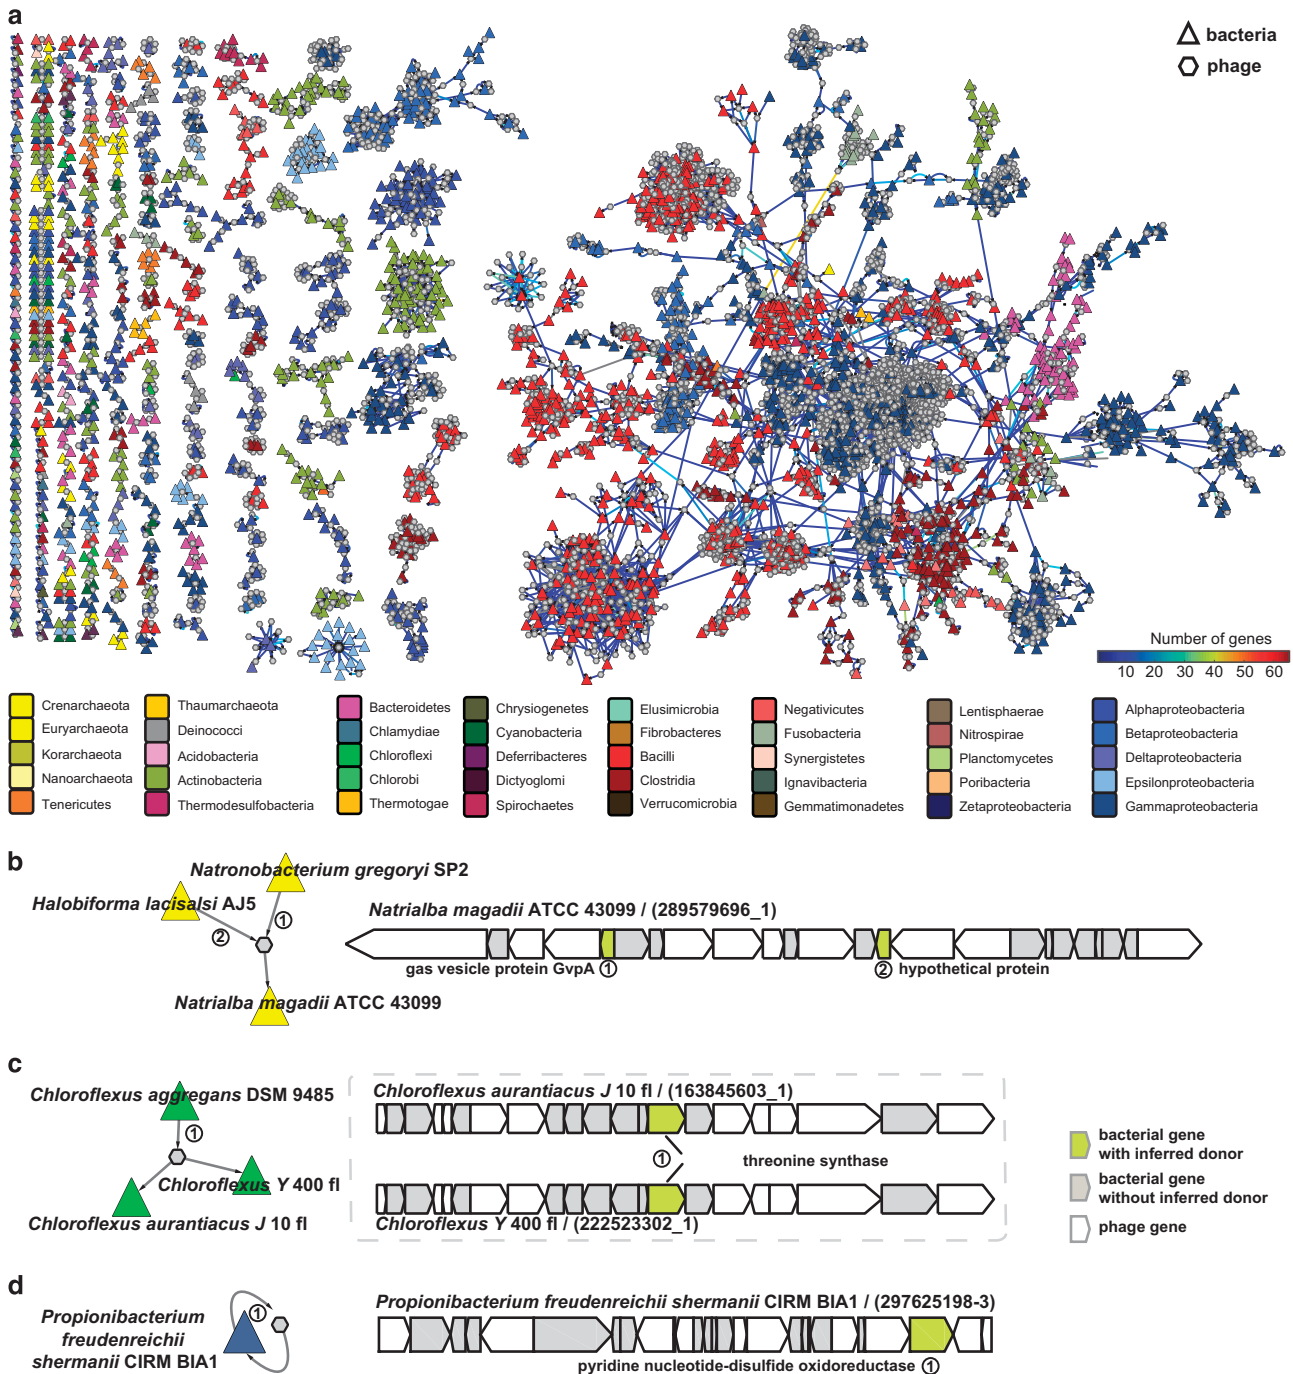 a
bacteria
phage
Number of genes
10 20 30 40 50 60
Crenarchaeota
Euryarchaeota
Korarchaeota
Nanoarchaeota
Tenericutes
Thaumarchaeota
Deinococci
Acidobacteria
Actinobacteria
Thermodesulfobacteria
Bacteroidetes
Chlamydiae
Chloroflexi
Chlorobi
Thermotogae
Chrysiogenetes
Cyanobacteria
Deferribacteres
Dictyoglomi
Spirochaetes
Elusimicrobia
Fibrobacteres
Bacilli
Clostridia
Verrucomicrobia
Negativicutes
Fusobacteria
Synergistetes
Ignavibacteria
Gemmatimonadetes
Lentisphaerae
Nitrospirae
Planctomycetes
Poribacteria
Zetaproteobacteria
Alphaproteobacteria
Betaproteobacteria
Deltaproteobacteria
Epsilonproteobacteria
Gammaproteobacteria
b
Natronobacterium gregoryi SP2
Halobiforma lacisalsi AJ5
①
②
Natrialba magadii ATCC 43099
Natrialba magadii ATCC 43099 / (289579696_1)
gas vesicle protein GvpA ①
② hypothetical protein
c
Chloroflexus aggregans DSM 9485
①
Chloroflexus Y 400 fl
Chloroflexus aurantiacus J 10 fl
Chloroflexus aurantiacus J 10 fl / (163845603_1)
① threonine synthase
Chloroflexus Y 400 fl / (222523302_1)
bacterial gene
with inferred donor
bacterial gene
without inferred donor
phage gene
d
Propionibacterium
freudenreichii
shermanii CIRM BIA1
①
Propionibacterium freudenreichii shermanii CIRM BIA1 / (297625198-3)
pyridine nucleotide-disulfide oxidoreductase ①